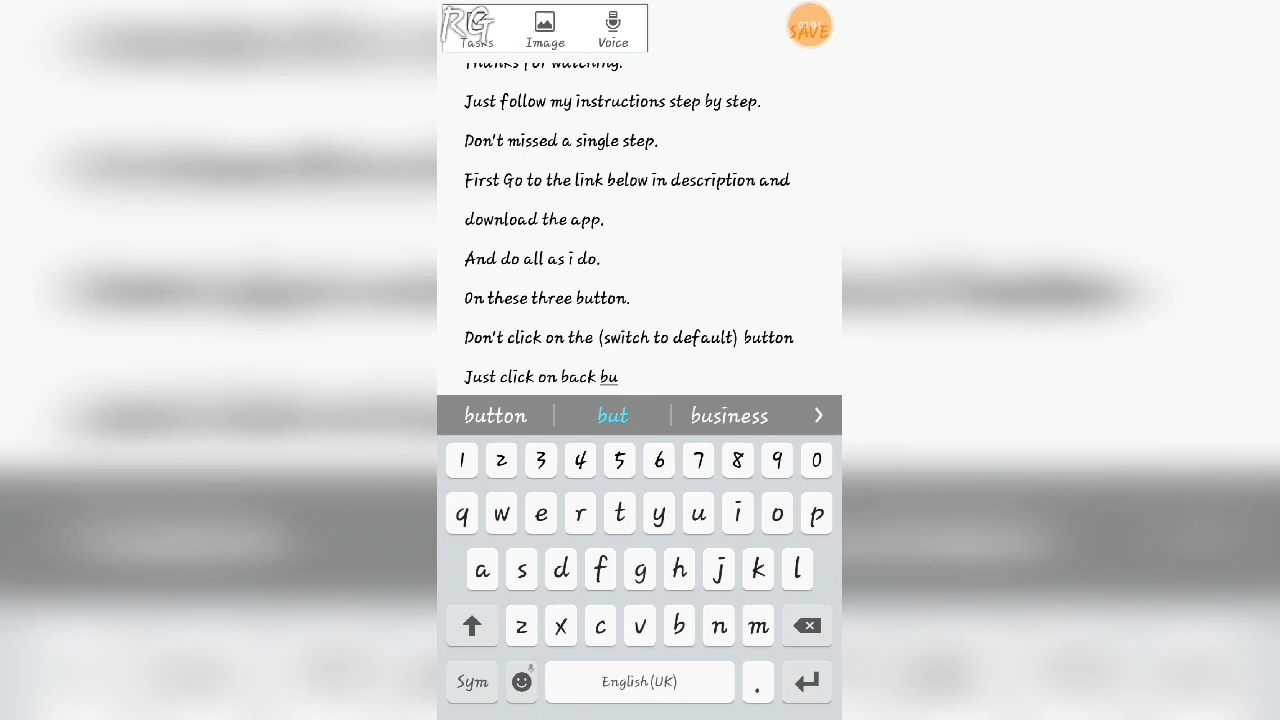 RG
Tasks Image Voice
SAVE
Thanks for watching.
Just follow my instructions step by step.
Don't missed a single step.
First Go to the link below in description and
download the app.
And do all as i do.
On these three button.
Don't click on the (switch to default) button
Just click on back bu
button but business
1 2 3 4 5 6 7 8 9 0
q w e r t y u i o p
a s d f g h j k l
z x c v b n m
Sym English(UK) .